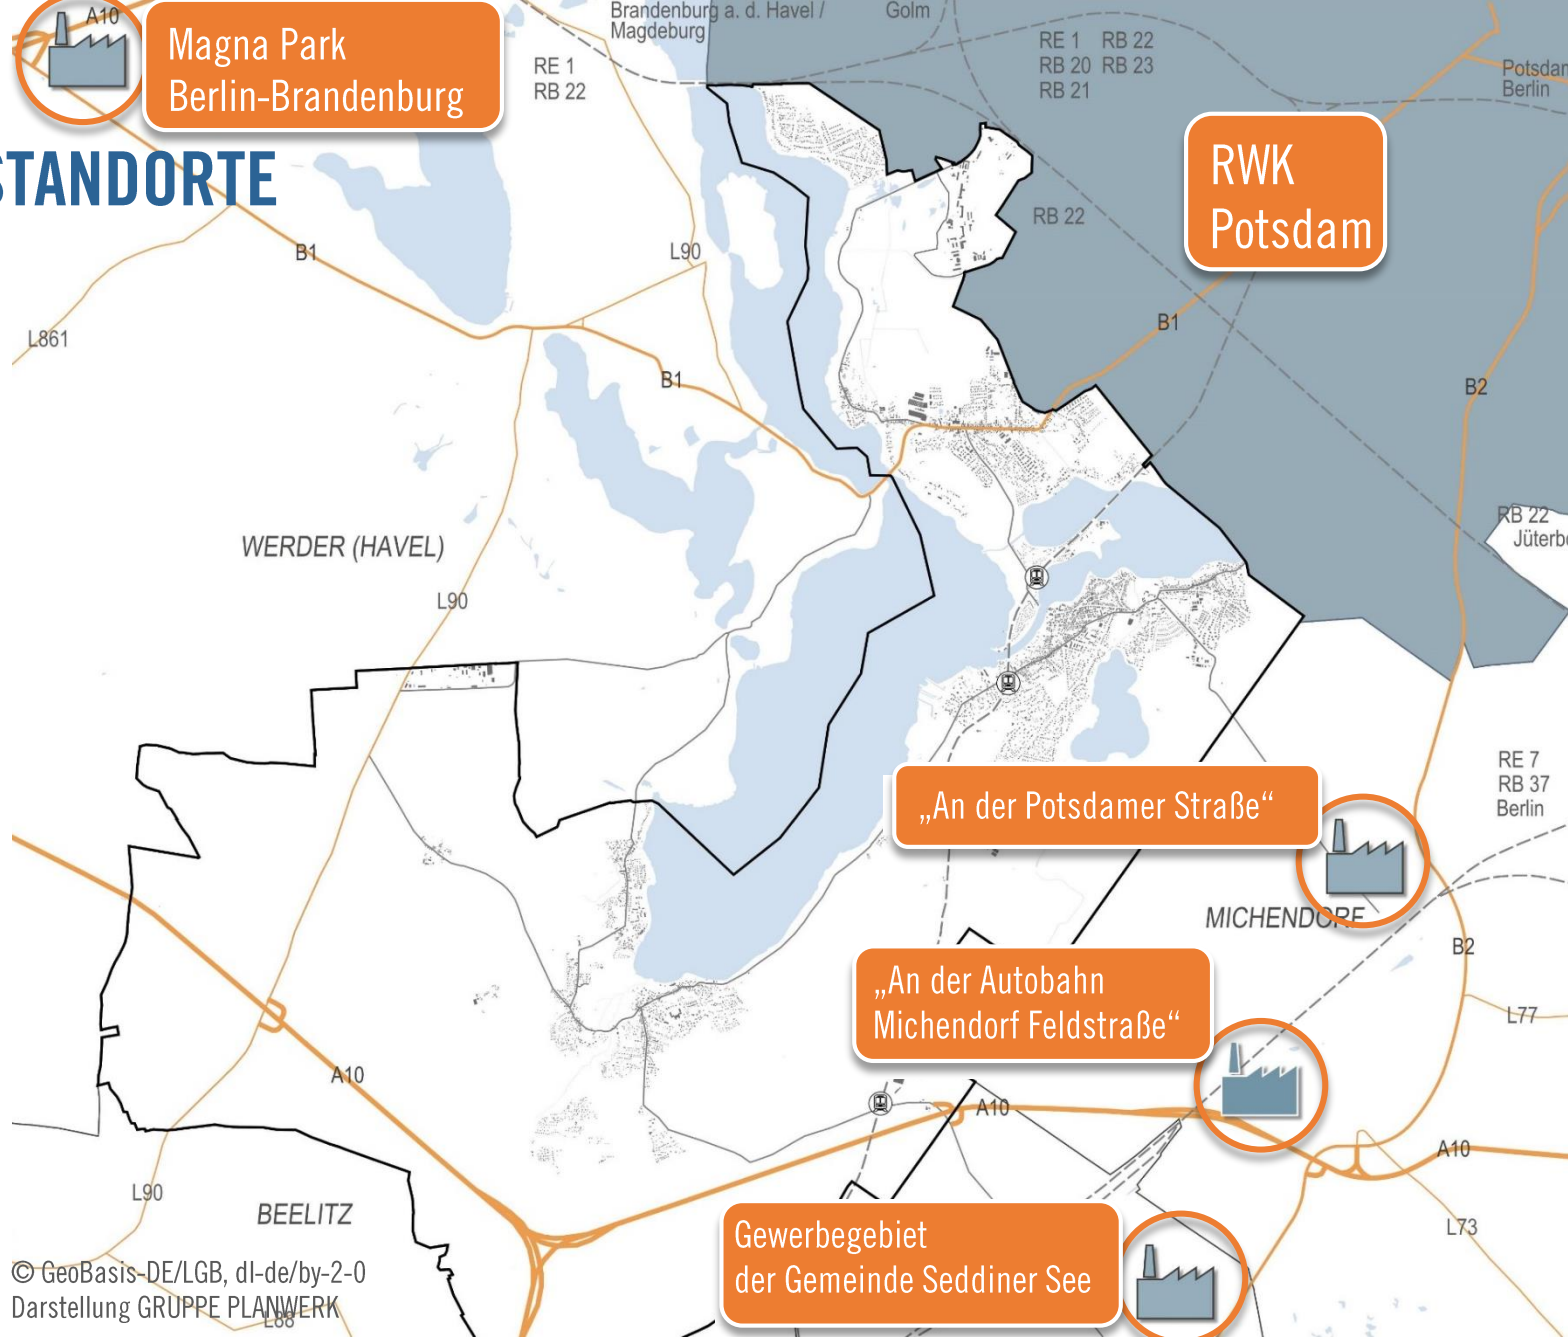 A10
Magna Park
Berlin-Brandenburg
Brandenburg a. d. Havel /
Magdeburg
Golm
RE 1
RB 22
RE 1 RB 22
RB 20 RB 23
RB 21
Potsdam
Berlin
STANDORTE
RWK
Potsdam
RB 22
B1
L90
L861
B1
B1
B2
WERDER (HAVEL)
RB 22
L90
RE 7
RB 37
Berlin
„An der Potsdamer Straße“
MICHENDORF
B2
„An der Autobahn
Michendorf Feldstraße“
L77
A10
A10
A10
L90
BEELITZ
L73
Gewerbegebiet
der Gemeinde Seddiner See
© GeoBasis-DE/LGB, dl-de/by-2-0
Darstellung GRUPPE PLANWERK
L88